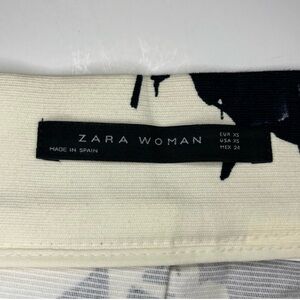 ZARA WOMAN
MADE IN SPAIN
EUR XS
USA XS
MEX 24